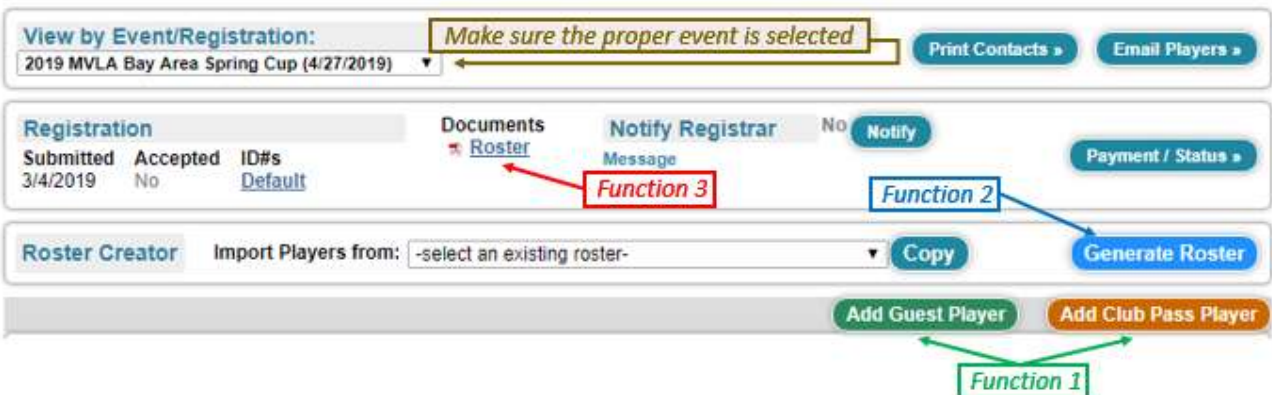 View by Event/Registration:
Make sure the proper event is selected
2019 MVLA Bay Area Spring Cup (4/27/2019)
Print Contacts »
Email Players »
Registration
Documents
Notify Registrar
No
Notify
Roster
Submitted Accepted ID#s
Message
Payment / Status »
3/4/2019 No Default
Function 3
Function 2
Roster Creator
Import Players from:
-select an existing roster-
Copy
Generate Roster
Add Guest Player
Add Club Pass Player
Function 1